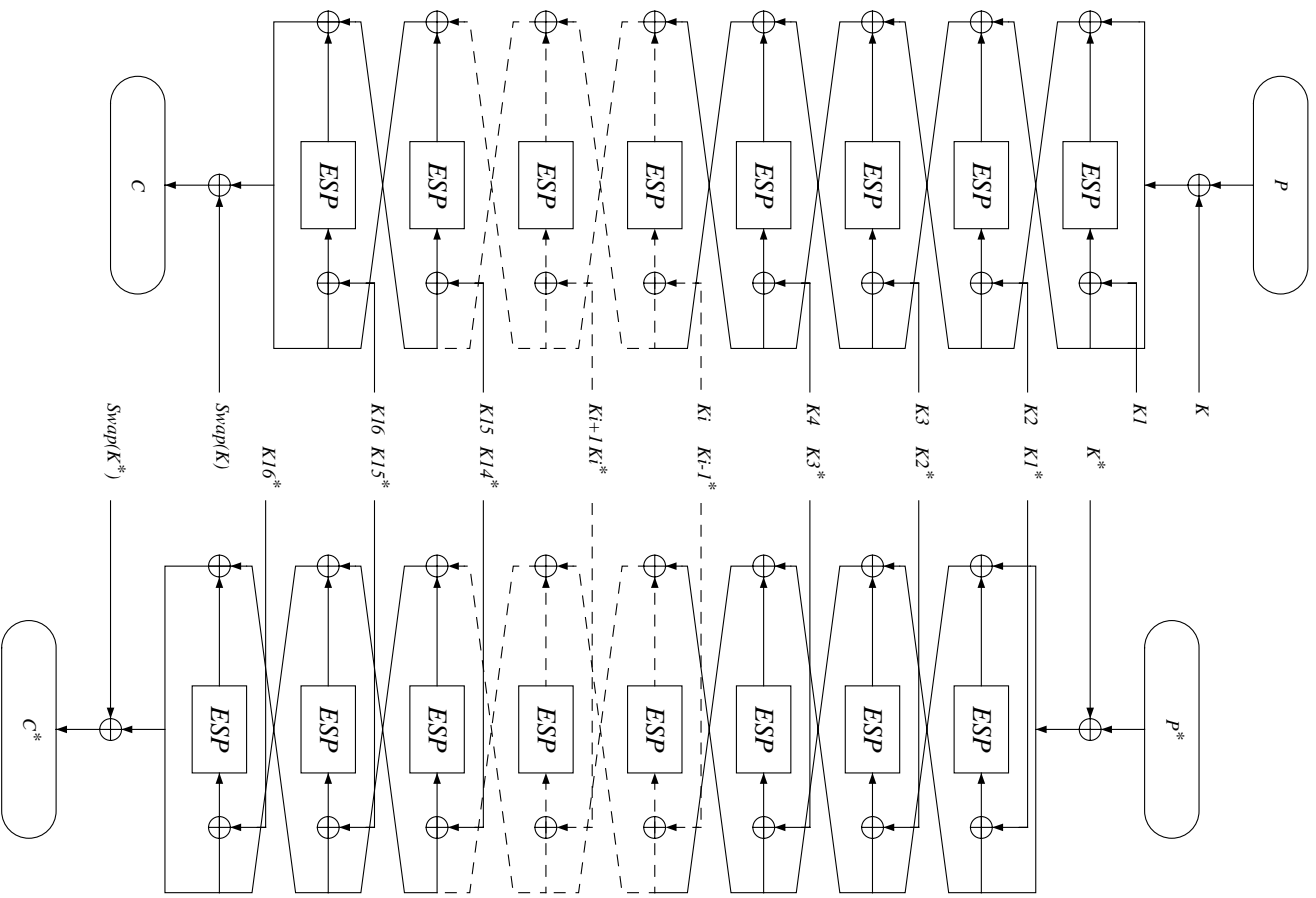 P
K
K1
ESP
P*
K*
K2 K1*
ESP
ESP
K3 K2*
ESP
ESP
K4 K3*
ESP
ESP
Ki Ki-1*
ESP
ESP
Ki+1 Ki*
ESP
ESP
K15 K14*
ESP
ESP
K16 K15*
ESP
ESP
K16*
ESP
Swap(K)
C
Swap(K*)
C*